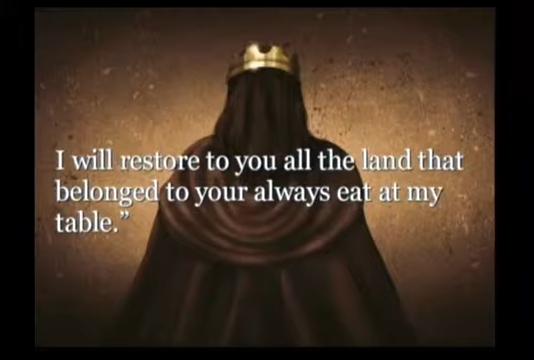 I will restore to you all the land that
belonged to your always eat at my
table.”